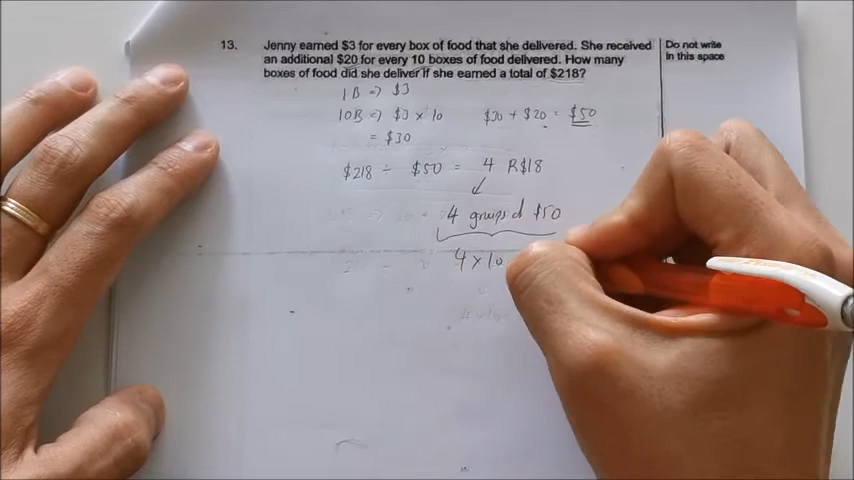 13. Jenny earned $3 for every box of food that she delivered. She received
an additional $20 for every 10 boxes of food delivered. How many
boxes of food did she deliver if she earned a total of $218?
Do not write
in this space
1B => $3
10B => $3 x 10 $30 + $20 = $50
= $30
$218 ÷ $50 = 4 R$18
4 groups of $50
4 x 10